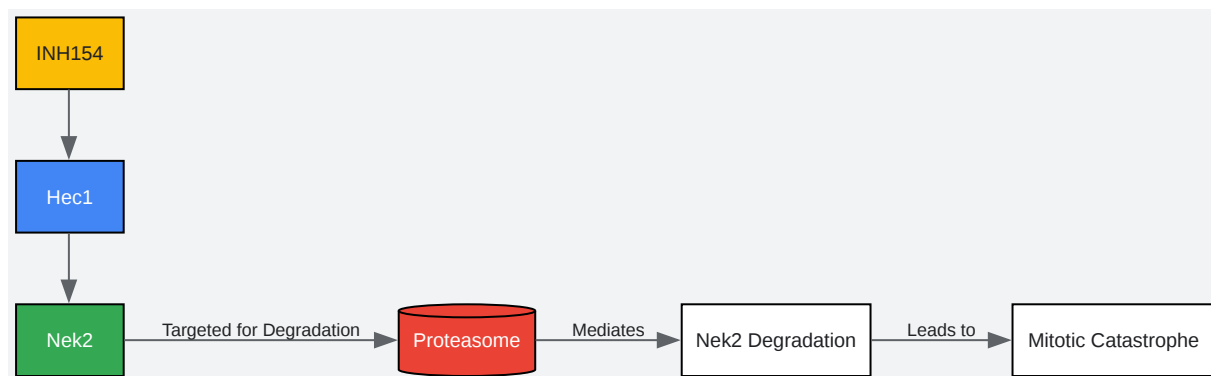 INH154
Hec1
Nek2
Targeted for Degradation
Proteasome
Mediates
Nek2 Degradation
Leads to
Mitotic Catastrophe